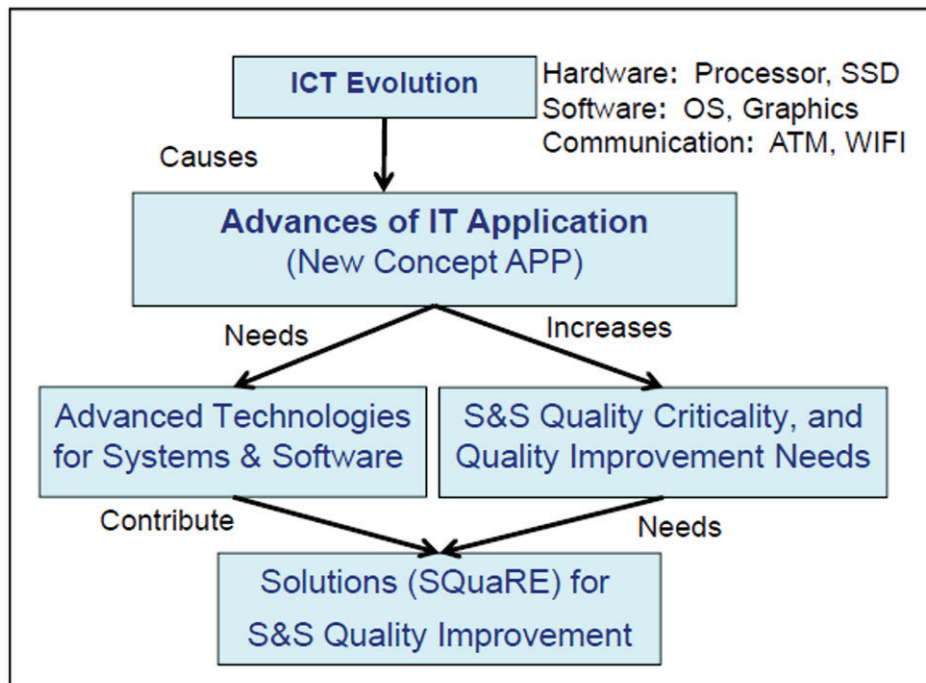 ICT Evolution
Hardware: Processor, SSD
Software: OS, Graphics
Communication: ATM, WIFI
Causes
Advances of IT Application
(New Concept APP)
Needs
Increases
Advanced Technologies
for Systems & Software
S&S Quality Criticality, and
Quality Improvement Needs
Contribute
Needs
Solutions (SQuaRE) for
S&S Quality Improvement